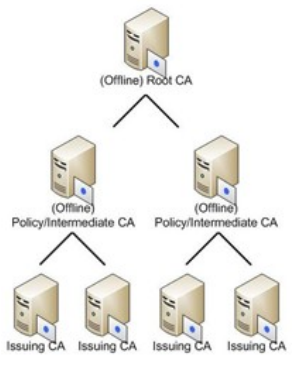 (Offline) Root CA
(Offline)
Policy/Intermediate CA
(Offline)
Policy/Intermediate CA
Issuing CA
Issuing CA
Issuing CA
Issuing CA